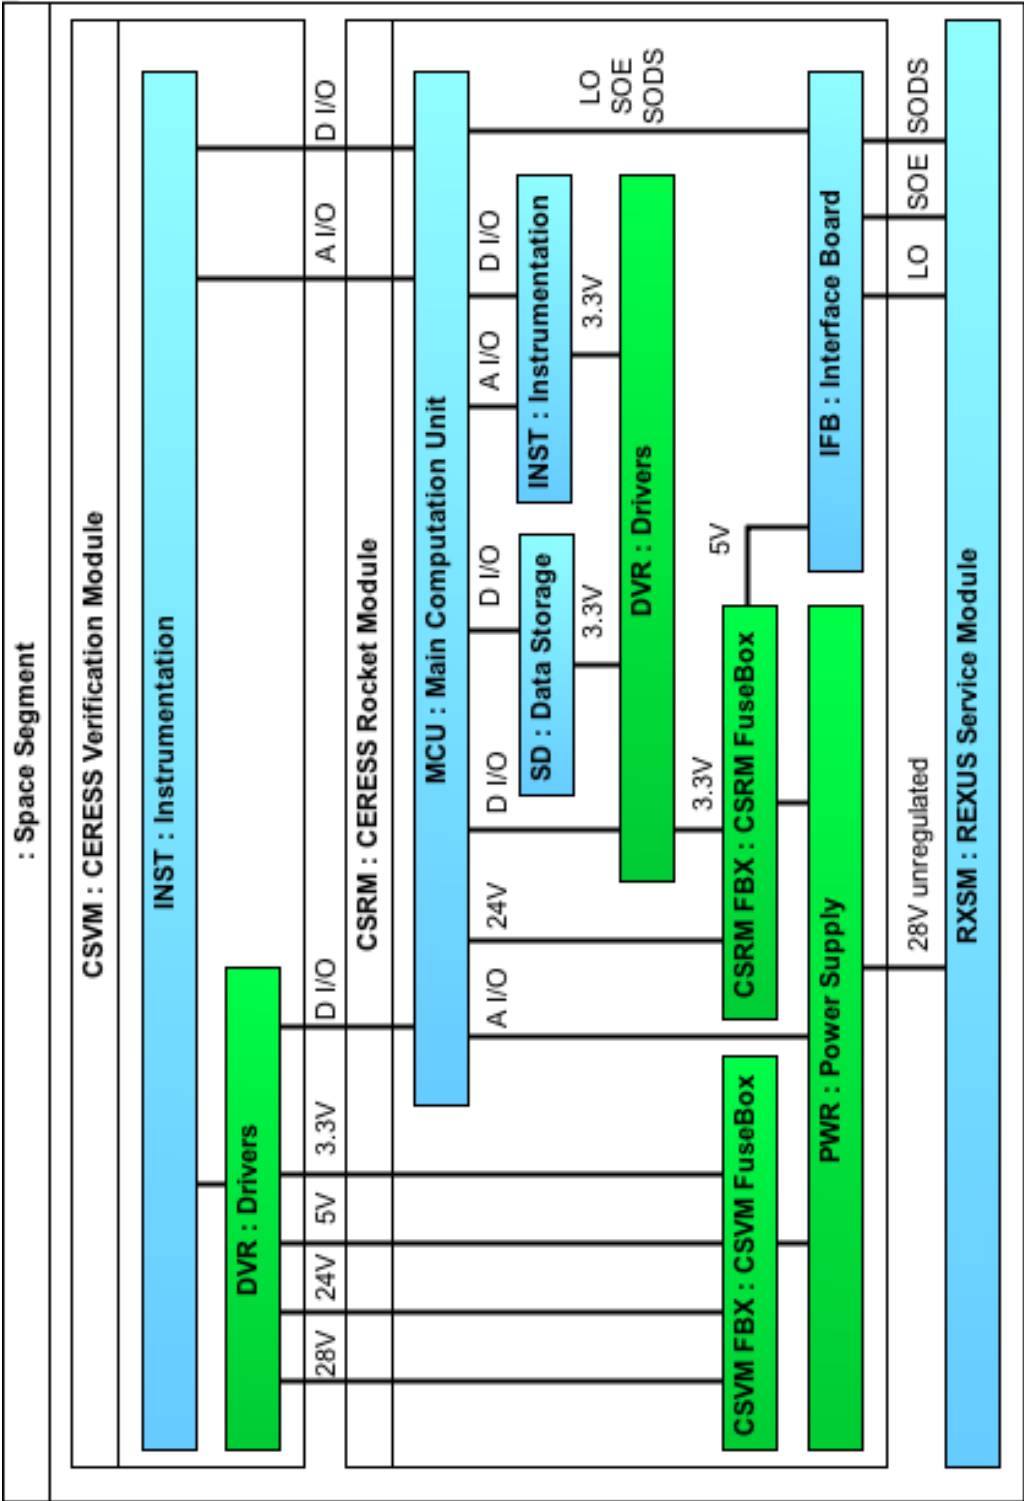 : Space Segment
CSVM : CERESS Verification Module
INST : Instrumentation
DVR : Drivers
28V
24V
5V
3.3V
D I/O
A I/O
D I/O
CSRM : CERESS Rocket Module
MCU : Main Computation Unit
A I/O
24V
D I/O
D I/O
A I/O
D I/O
LO
SOE
SODS
SD : Data Storage
INST : Instrumentation
3.3V
3.3V
DVR : Drivers
3.3V
5V
CSVM FBX : CSVM FuseBox
CSRM FBX : CSRM FuseBox
PWR : Power Supply
IFB : Interface Board
28V unregulated
LO
SOE
SODS
RXSM : REXUS Service Module